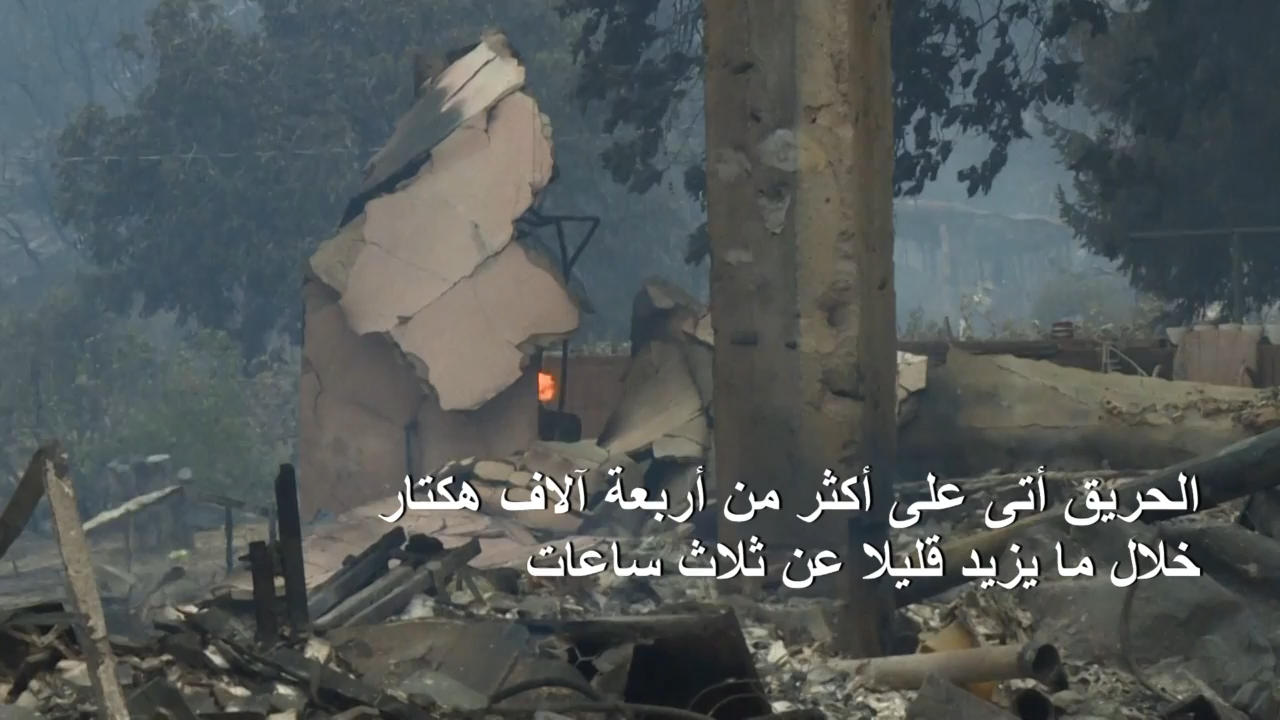 الحريق أتى على أكثر من أربعة آلاف هكتار
خلال ما يزيد قليلا عن ثلاث ساعات